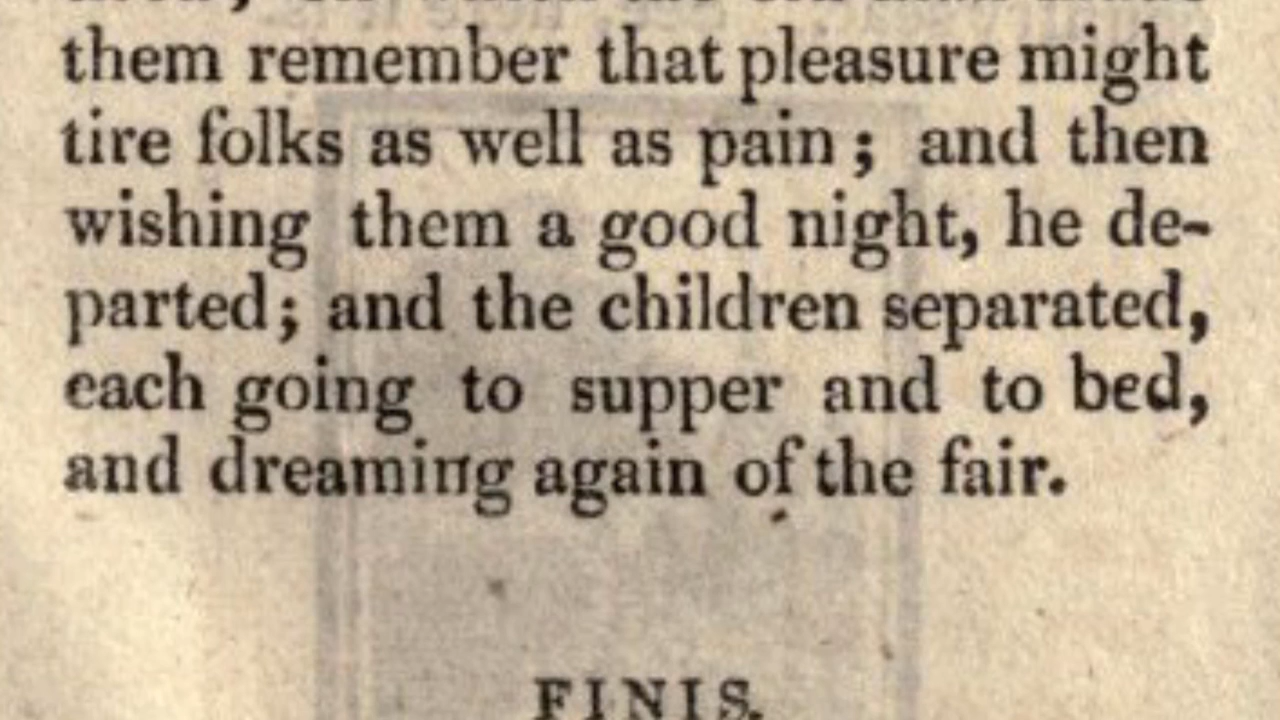 them remember that pleasure might
tire folks as well as pain; and then
wishing them a good night, he de-
parted; and the children separated,
each going to supper and to bed,
and dreaming again of the fair.
FINIS.